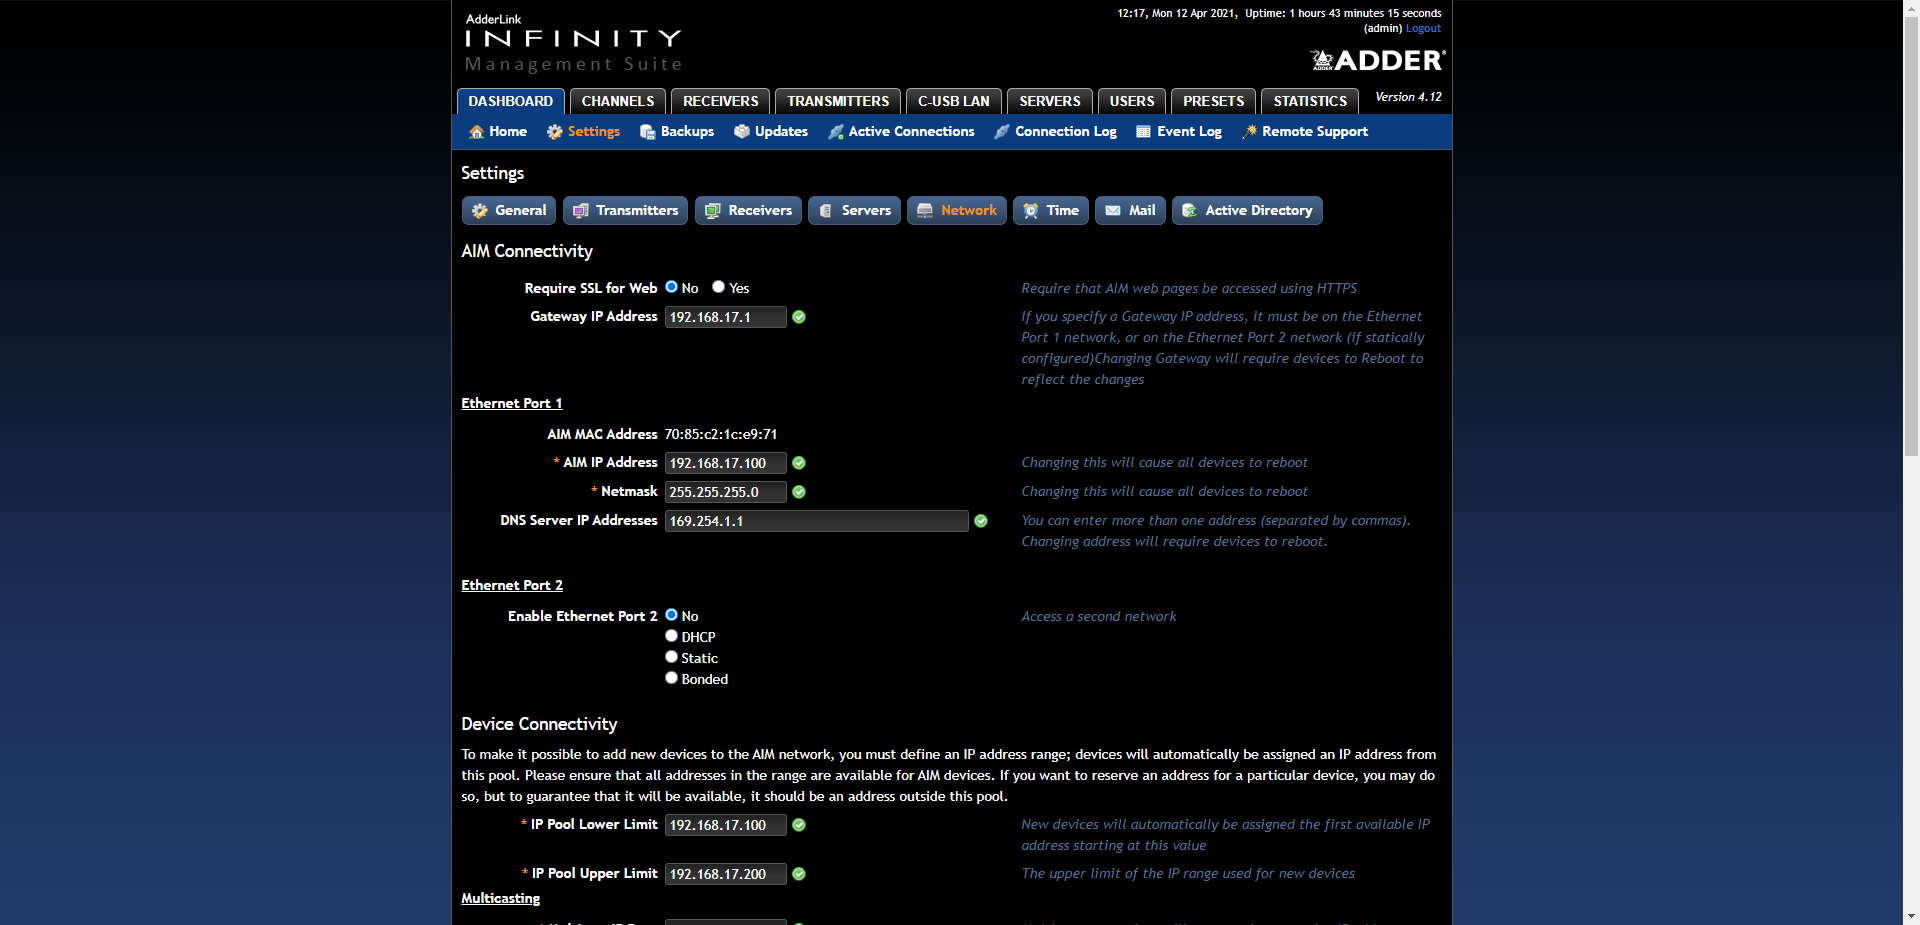 AdderLink
INFINITY
Management Suite
12:17, Mon 12 Apr 2021, Uptime: 1 hours 43 minutes 15 seconds
(admin) Logout
ADDER
ADDER®
DASHBOARD CHANNELS RECEIVERS TRANSMITTERS C-USB LAN SERVERS USERS PRESETS STATISTICS Version 4.12
Home Settings Backups Updates Active Connections Connection Log Event Log Remote Support
Settings
General Transmitters Receivers Servers Network Time Mail Active Directory
AIM Connectivity
Require SSL for Web No Yes Require that AIM web pages be accessed using HTTPS
Gateway IP Address 192.168.17.1 If you specify a Gateway IP address, it must be on the Ethernet
Port 1 network, or on the Ethernet Port 2 network (if statically
configured)Changing Gateway will require devices to Reboot to
reflect the changes
Ethernet Port 1
AIM MAC Address 70:85:c2:1c:e9:71
* AIM IP Address 192.168.17.100 Changing this will cause all devices to reboot
* Netmask 255.255.255.0 Changing this will cause all devices to reboot
DNS Server IP Addresses 169.254.1.1 You can enter more than one address (separated by commas).
Changing address will require devices to reboot.
Ethernet Port 2
Enable Ethernet Port 2 No Access a second network
DHCP
Static
Bonded
Device Connectivity
To make it possible to add new devices to the AIM network, you must define an IP address range; devices will automatically be assigned an IP address from
this pool. Please ensure that all addresses in the range are available for AIM devices. If you want to reserve an address for a particular device, you may do
so, but to guarantee that it will be available, it should be an address outside this pool.
* IP Pool Lower Limit 192.168.17.100 New devices will automatically be assigned the first available IP
address starting at this value
* IP Pool Upper Limit 192.168.17.200 The upper limit of the IP range used for new devices
Multicasting